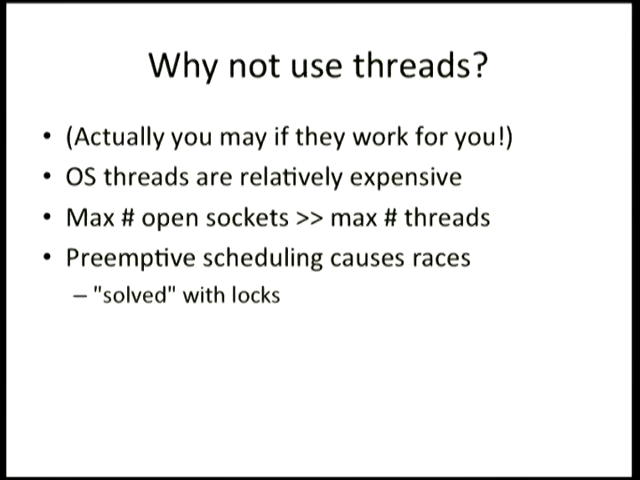 Why not use threads?
• (Actually you may if they work for you!)
• OS threads are relatively expensive
• Max # open sockets >> max # threads
• Preemptive scheduling causes races
– "solved" with locks